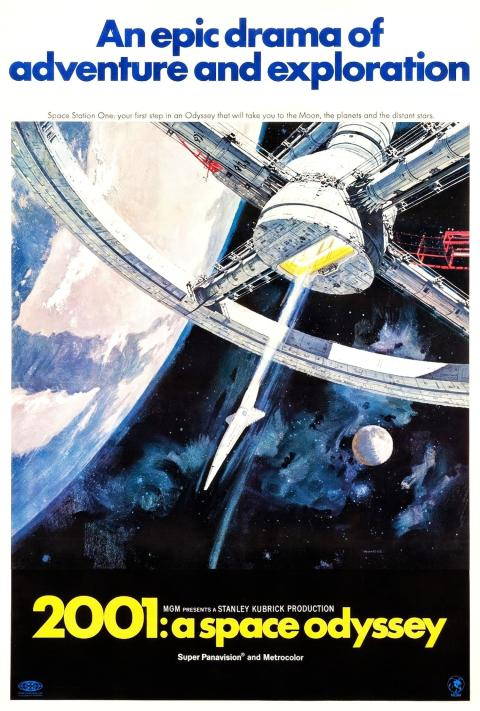 An epic drama of
adventure and exploration
Space Station One: your first step in an Odyssey that will take you to the Moon, the planets and the distant stars.
MGM PRESENTS A STANLEY KUBRICK PRODUCTION
2001: a space odyssey
Super Panavision® and Metrocolor
MGM